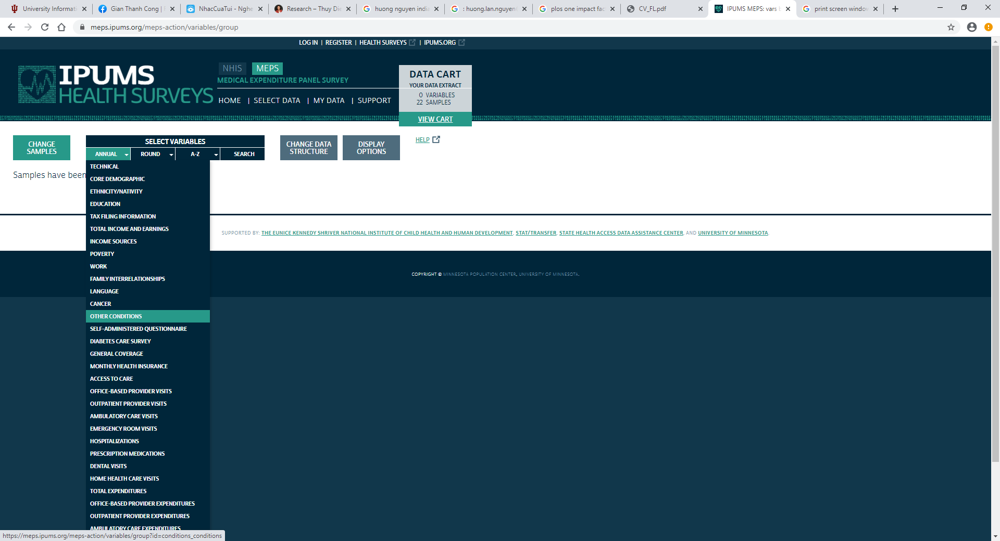 University Informati
Gian Thanh Cong |
NhacCuaTui - Nghe
Research – Thuy Die
huong nguyen india
: huong.lan.nguyen
plos one impact fac
CV_FL.pdf
IPUMS MEPS: vars
print screen window
meps.ipums.org/meps-action/variables/group
LOG IN | REGISTER | HEALTH SURVEYS | IPUMS.ORG
IPUMS
HEALTH SURVEYS
NHIS MEPS
MEDICAL EXPENDITURE PANEL SURVEY
HOME | SELECT DATA | MY DATA | SUPPORT
DATA CART
YOUR DATA EXTRACT
0 VARIABLES
22 SAMPLES
VIEW CART
CHANGE
SAMPLES
SELECT VARIABLES
ANNUAL ROUND A-Z SEARCH
CHANGE DATA
STRUCTURE
DISPLAY
OPTIONS
HELP
Samples have been
TECHNICAL
CORE DEMOGRAPHIC
ETHNICITY/NATIVITY
EDUCATION
TAX FILING INFORMATION
TOTAL INCOME AND EARNINGS
INCOME SOURCES
POVERTY
WORK
FAMILY INTERRELATIONSHIPS
LANGUAGE
CANCER
OTHER CONDITIONS
SELF-ADMINISTERED QUESTIONNAIRE
DIABETES CARE SURVEY
GENERAL COVERAGE
MONTHLY HEALTH INSURANCE
ACCESS TO CARE
OFFICE-BASED PROVIDER VISITS
OUTPATIENT PROVIDER VISITS
AMBULATORY CARE VISITS
EMERGENCY ROOM VISITS
HOSPITALIZATIONS
PRESCRIPTION MEDICATIONS
DENTAL VISITS
HOME HEALTH CARE VISITS
TOTAL EXPENDITURES
OFFICE-BASED PROVIDER EXPENDITURES
OUTPATIENT PROVIDER EXPENDITURES
AMBULATORY CARE EXPENDITURES
SUPPORTED BY: THE EUNICE KENNEDY SHRIVER NATIONAL INSTITUTE OF CHILD HEALTH AND HUMAN DEVELOPMENT, STAT/TRANSFER, STATE HEALTH ACCESS DATA ASSISTANCE CENTER, AND UNIVERSITY OF MINNESOTA.
COPYRIGHT © MINNESOTA POPULATION CENTER, UNIVERSITY OF MINNESOTA.
https://meps.ipums.org/meps-action/variables/group?id=conditions_conditions